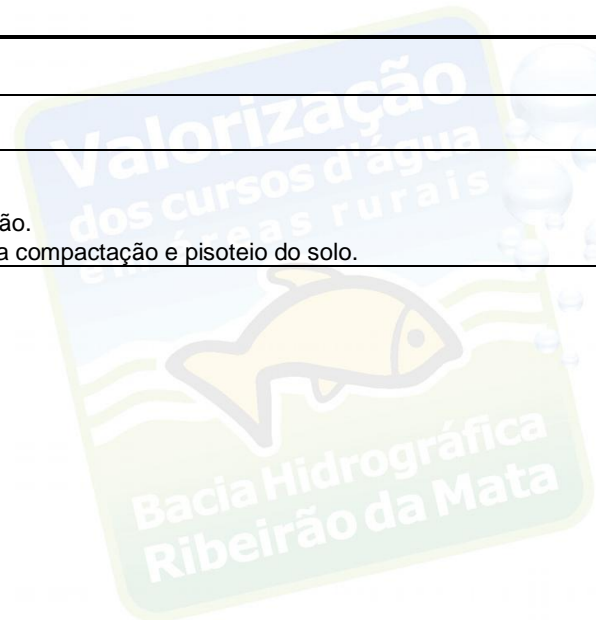 Valorização
dos cursos d'água
em áreas rurais
ão.
a compactação e pisoteio do solo.
Bacia Hidrográfica
Ribeirão da Mata